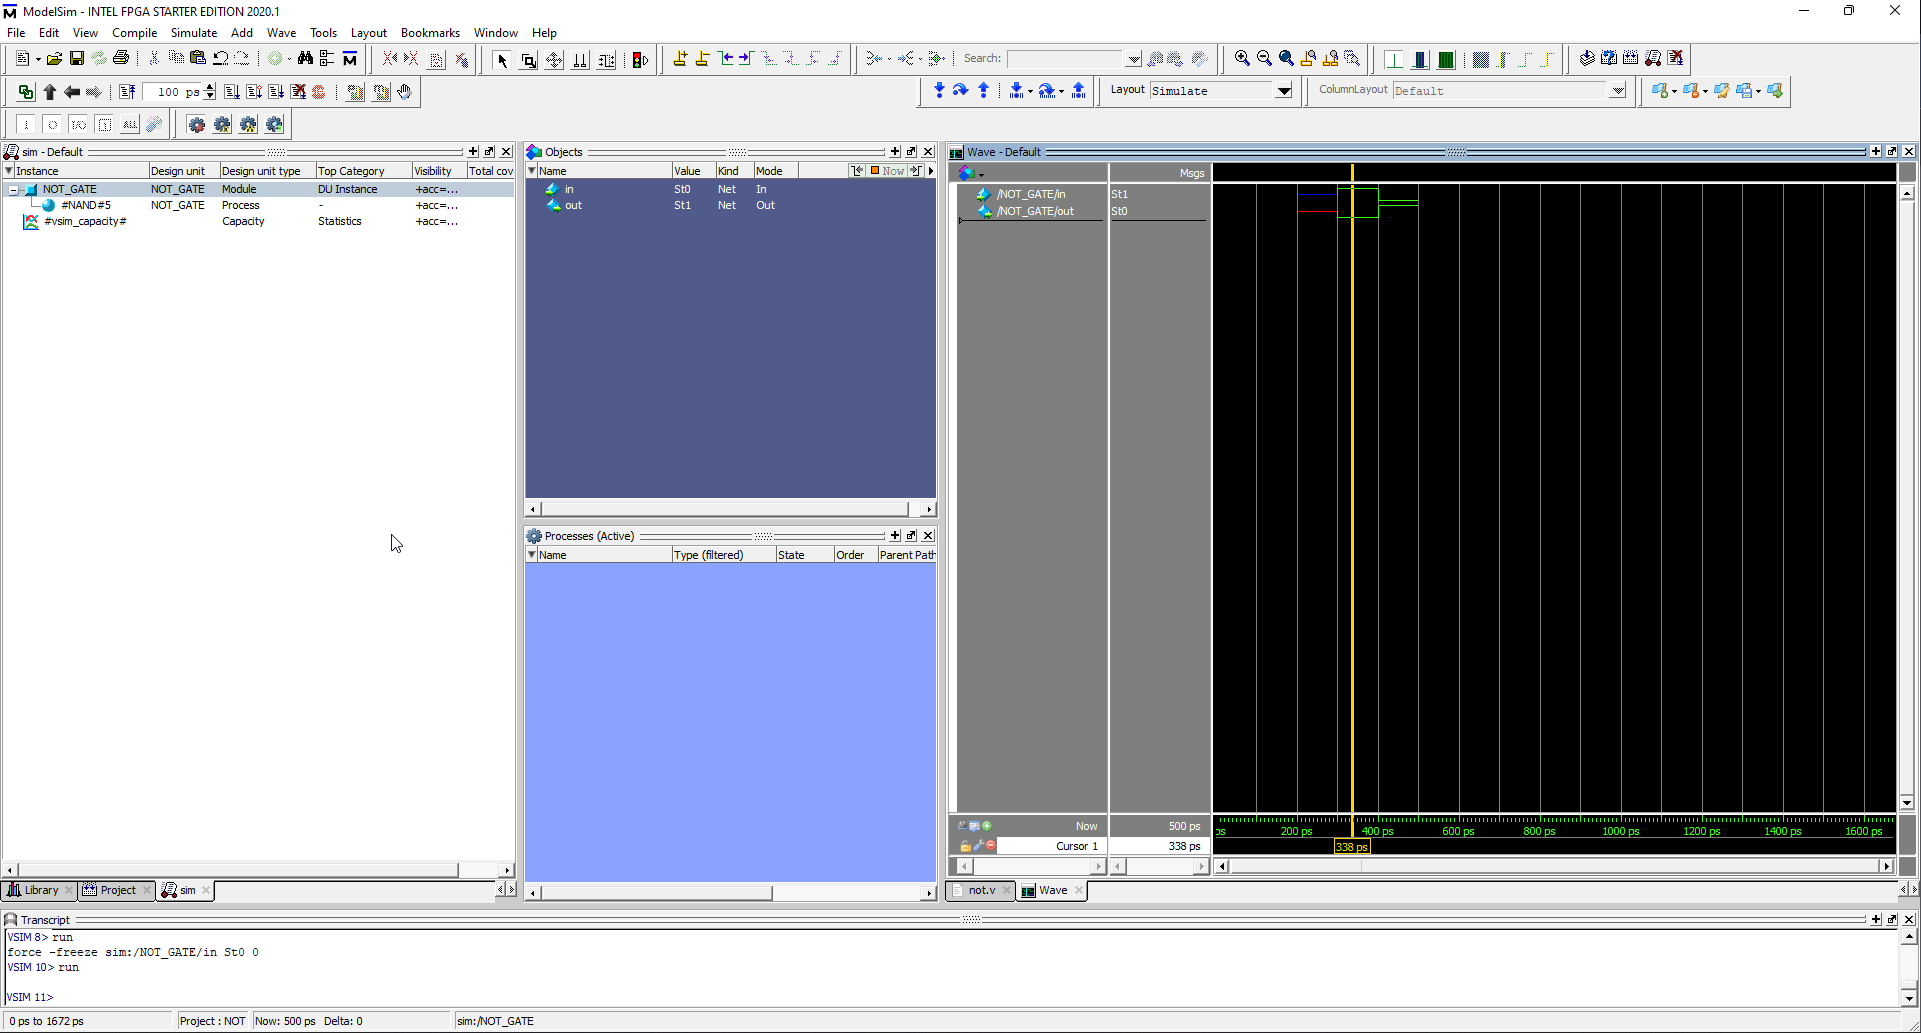 ModelSim - INTEL FPGA STARTER EDITION 2020.1
File Edit View Compile Simulate Add Wave Tools Layout Bookmarks Window Help
Search:
100 ps
Layout Simulate
ColumnLayout Default
ALL
sim - Default
Instance Design unit Design unit type Top Category Visibility Total cov
NOT_GATE NOT_GATE Module DU Instance +acc=...
#NAND#5 NOT_GATE Process - +acc=...
#vsim_capacity# Capacity Statistics +acc=...
Library Project sim
Objects
Name Value Kind Mode Now
in St0 Net In
out St1 Net Out
Processes (Active)
Name Type (filtered) State Order Parent Path
Wave - Default
Msgs
/NOT_GATE/in St1
/NOT_GATE/out St0
Now 500 ps
Cursor 1 338 ps
ps 200 ps 400 ps 600 ps 800 ps 1000 ps 1200 ps 1400 ps 1600 ps
338 ps
not.v Wave
Transcript
VSIM 8> run
force -freeze sim:/NOT_GATE/in St0 0
VSIM 10> run
VSIM 11>
0 ps to 1672 ps Project : NOT Now: 500 ps Delta: 0 sim:/NOT_GATE